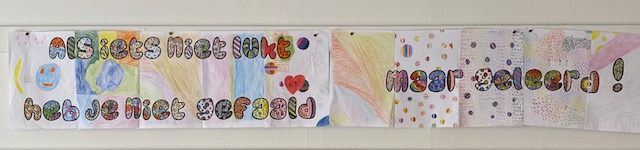 Als iets niet lukt
heb je niet gefaald
maar geleerd!